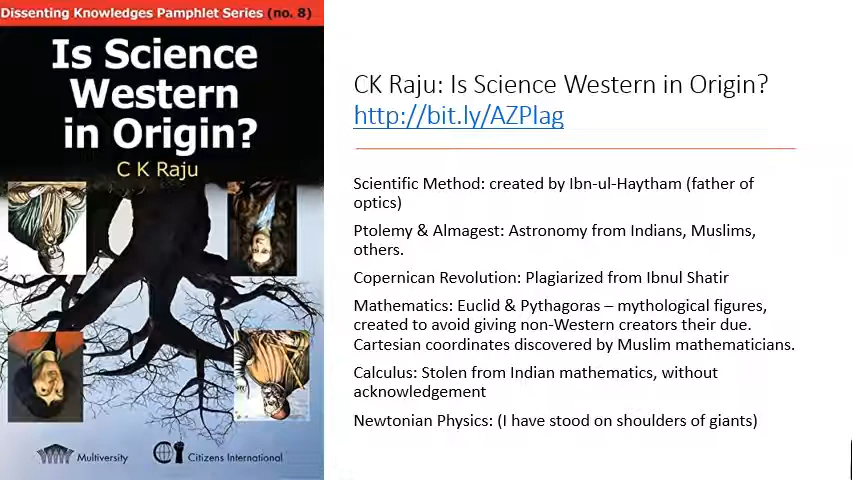 Dissenting Knowledges Pamphlet Series (no. 8)
Is Science
Western
in Origin?
C K Raju
Multiversity
Citizens International
CK Raju: Is Science Western in Origin?
http://bit.ly/AZPlag
Scientific Method: created by Ibn-ul-Haytham (father of
optics)
Ptolemy & Almagest: Astronomy from Indians, Muslims,
others.
Copernican Revolution: Plagiarized from Ibnul Shatir
Mathematics: Euclid & Pythagoras – mythological figures,
created to avoid giving non-Western creators their due.
Cartesian coordinates discovered by Muslim mathematicians.
Calculus: Stolen from Indian mathematics, without
acknowledgement
Newtonian Physics: (I have stood on shoulders of giants)